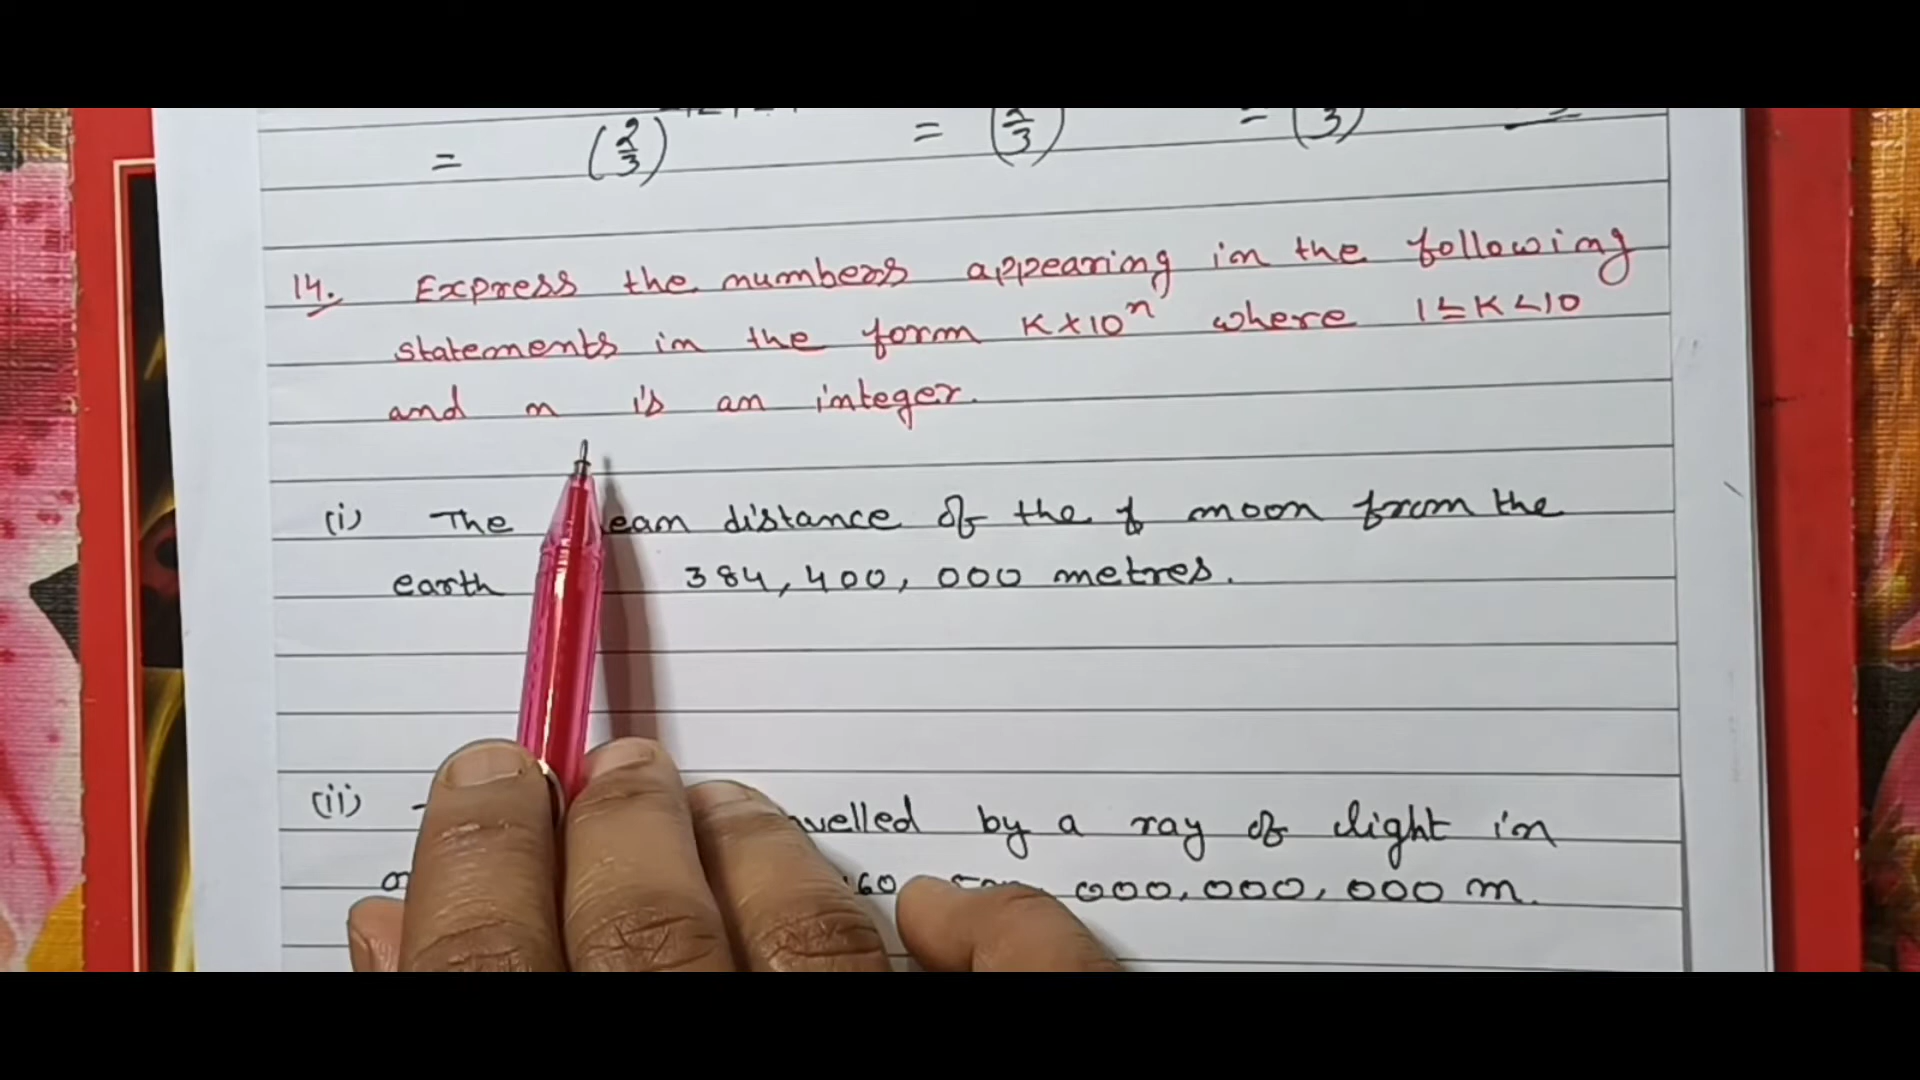 = (2/3) = (2/3) = ( 3)
14. Express the numbers appearing in the following
statements in the form K×10ⁿ where 1≤K<10
and n is an integer.
(i) The ean distance of the f moon from the
earth 384,400,000 metres.
(ii) velled by a ray of light in
60 000,000,000 m.